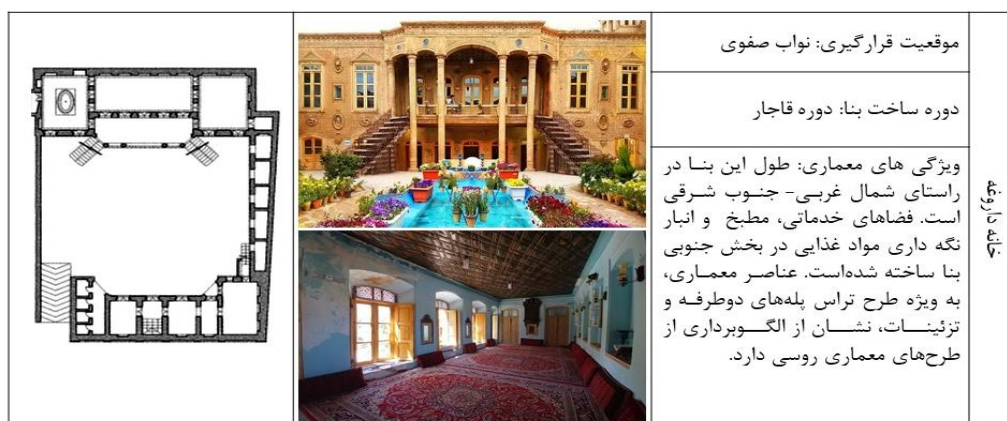 خانه داروغه
موقعیت قرارگیری: نواب صفوی
دوره ساخت بنا: دوره قاجار
ویژگی های معماری: طول این بنا در
راستای شمال غربی- جنوب شرقی
است. فضاهای خدماتی، مطبخ و انبار
نگه داری مواد غذایی در بخش جنوبی
بنا ساخته شده‌است. عناصر معماری،
به ویژه طرح تراس پله‌های دوطرفه و
تزئینات، نشان از الگوبرداری از
طرح‌های معماری روسی دارد.